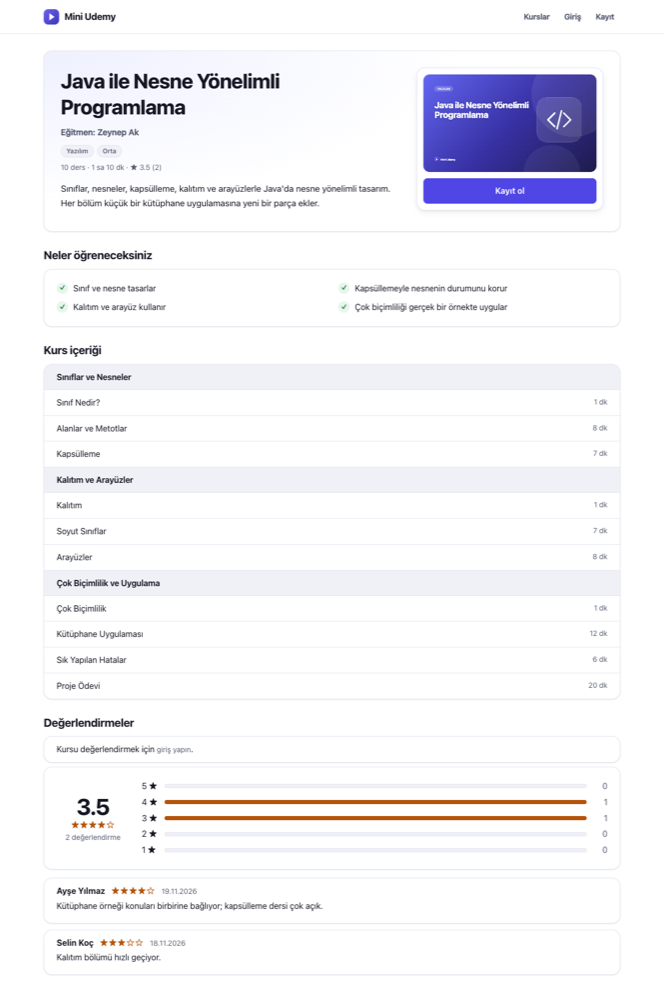 Mini Udemy
Kurslar Giriş Kayıt
Java ile Nesne Yönelimli
Programlama
Eğitmen: Zeynep Ak
Yazılım Orta
10 ders · 1 sa 10 dk · ★ 3.5 (2)
Sınıflar, nesneler, kapsülleme, kalıtım ve arayüzlerle Java'da nesne yönelimli tasarım.
Her bölüm küçük bir kütüphane uygulamasına yeni bir parça ekler.
Java ile Nesne Yönelimli
Programlama
</>
Kayıt ol
Neler öğreneceksiniz
Sınıf ve nesne tasarlar
Kapsüllemeyle nesnenin durumunu korur
Kalıtım ve arayüz kullanır
Çok biçimliliği gerçek bir örnekte uygular
Kurs içeriği
Sınıflar ve Nesneler
Sınıf Nedir? 1 dk
Alanlar ve Metotlar 8 dk
Kapsülleme 7 dk
Kalıtım ve Arayüzler
Kalıtım 1 dk
Soyut Sınıflar 7 dk
Arayüzler 8 dk
Çok Biçimlilik ve Uygulama
Çok Biçimlilik 1 dk
Kütüphane Uygulaması 12 dk
Sık Yapılan Hatalar 6 dk
Proje Ödevi 20 dk
Değerlendirmeler
Kursu değerlendirmek için giriş yapın.
3.5
★★★★☆
2 değerlendirme
5 ★ 0
4 ★ 1
3 ★ 1
2 ★ 0
1 ★ 0
Ayşe Yılmaz ★★★★☆ 19.11.2026
Kütüphane örneği konuları birbirine bağlıyor; kapsülleme dersi çok açık.
Selin Koç ★★★☆☆ 18.11.2026
Kalıtım bölümü hızlı geçiyor.